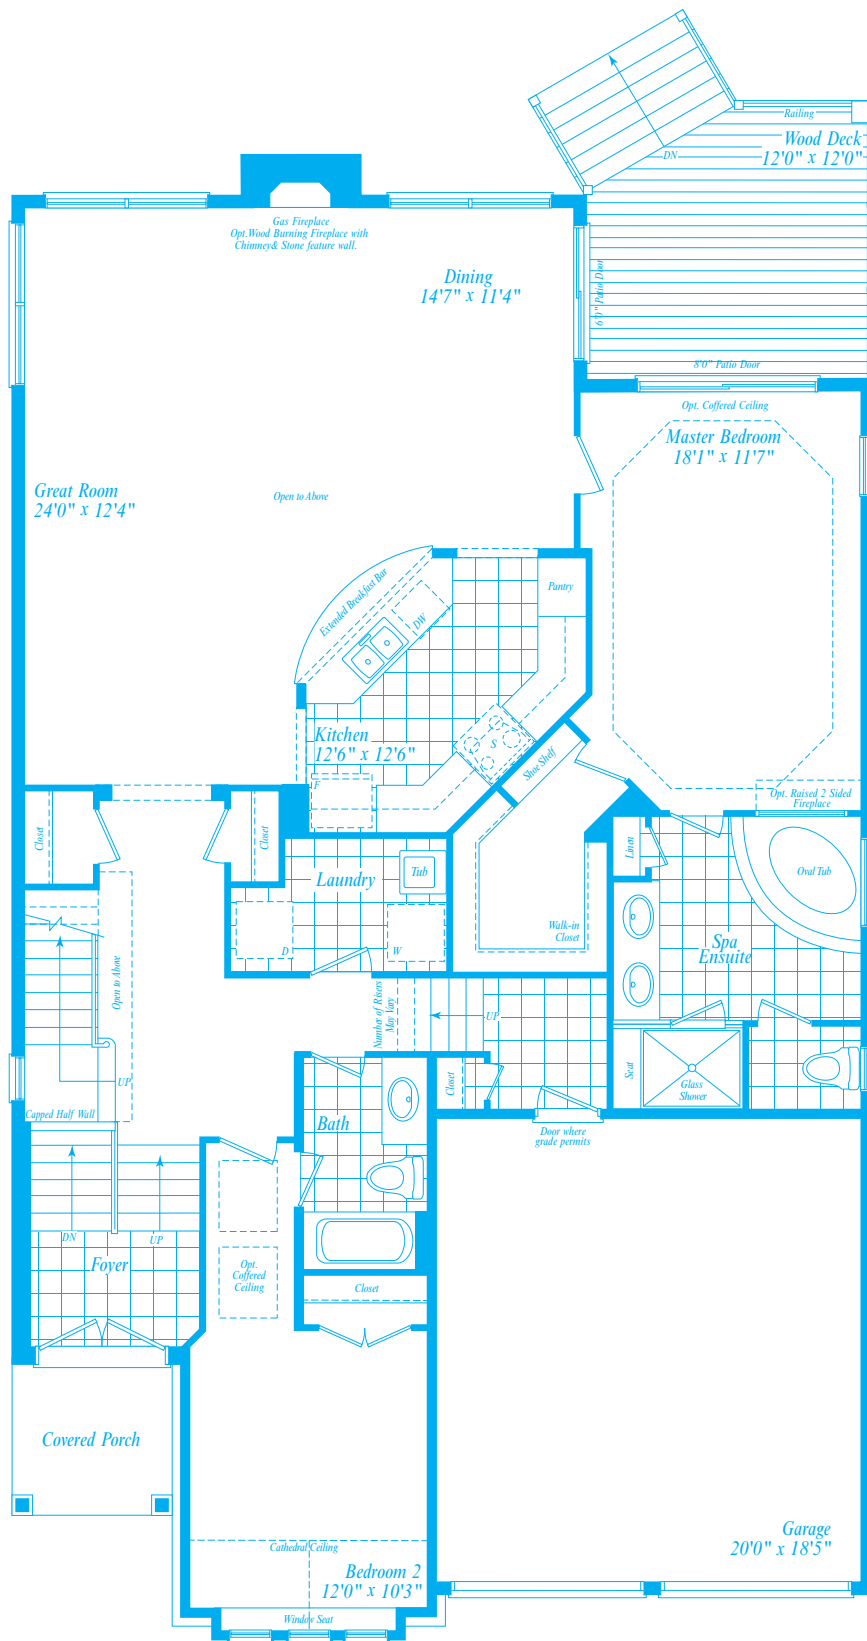 Railing
Wood Deck
12'0" x 12'0"
DN
Gas Fireplace
Opt.Wood Burning Fireplace with
Chimney& Stone feature wall.
Dining
14'7" x 11'4"
6'0" Patio Door
8'0" Patio Door
Opt. Coffered Ceiling
Master Bedroom
18'1" x 11'7"
Great Room
24'0" x 12'4"
Open to Above
Extended Breakfast Bar
DW
Pantry
Kitchen
12'6" x 12'6"
S
F
Shoe Shelf
Opt. Raised 2 Sided
Fireplace
Closet
Closet
Laundry
Tub
D
W
Linen
Oval Tub
Walk-in
Closet
Spa
Ensuite
Open to Above
Number of Risers
May Vary
UP
UP
Closet
Seat
Glass
Shower
Capped Half Wall
Bath
Door where
grade permits
DN
UP
Foyer
Opt.
Coffered
Ceiling
Closet
Covered Porch
Garage
20'0" x 18'5"
Cathedral Ceiling
Bedroom 2
12'0" x 10'3"
Window Seat